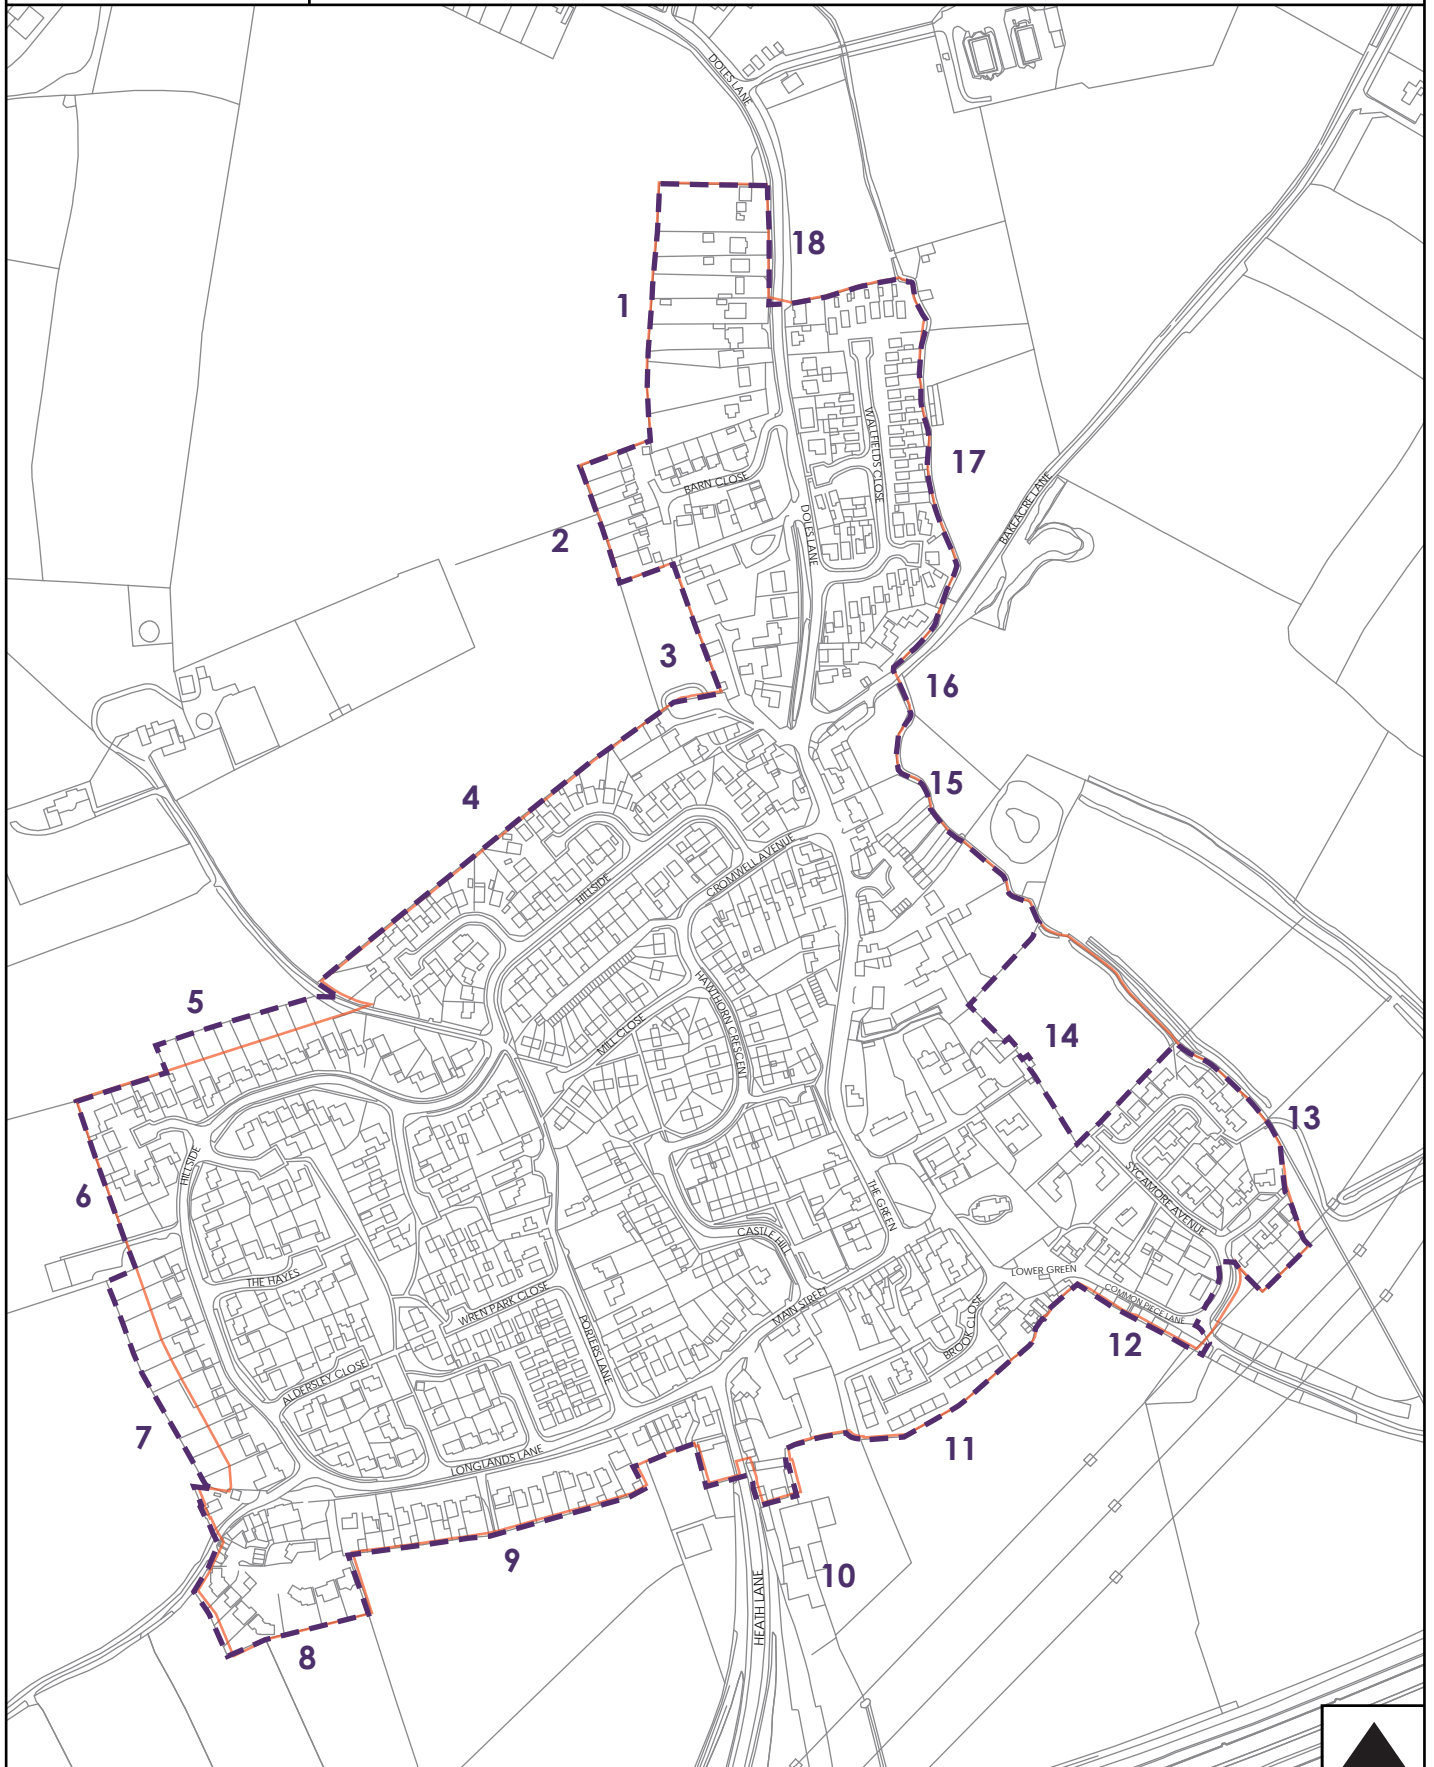 DOLES LANE
18
1
WALLFIELDS CLOSE
17
BARN CLOSE
BAKEACRE LANE
2
DOLES LANE
3
16
15
4
CROMWELL AVENUE
HILLSIDE
5
HAWTHORN CRESCENT
MILL CLOSE
14
13
HILLSIDE
6
SYCAMORE AVENUE
THE GREEN
CASTLE HILL
LOWER GREEN
THE HAYES
COMMON PIECE LANE
WREN PARK CLOSE
MAIN STREET
BROOK CLOSE
12
PORTERS LANE
ALDERSLEY CLOSE
7
11
LONGLANDS LANE
9
10
HEATH LANE
8